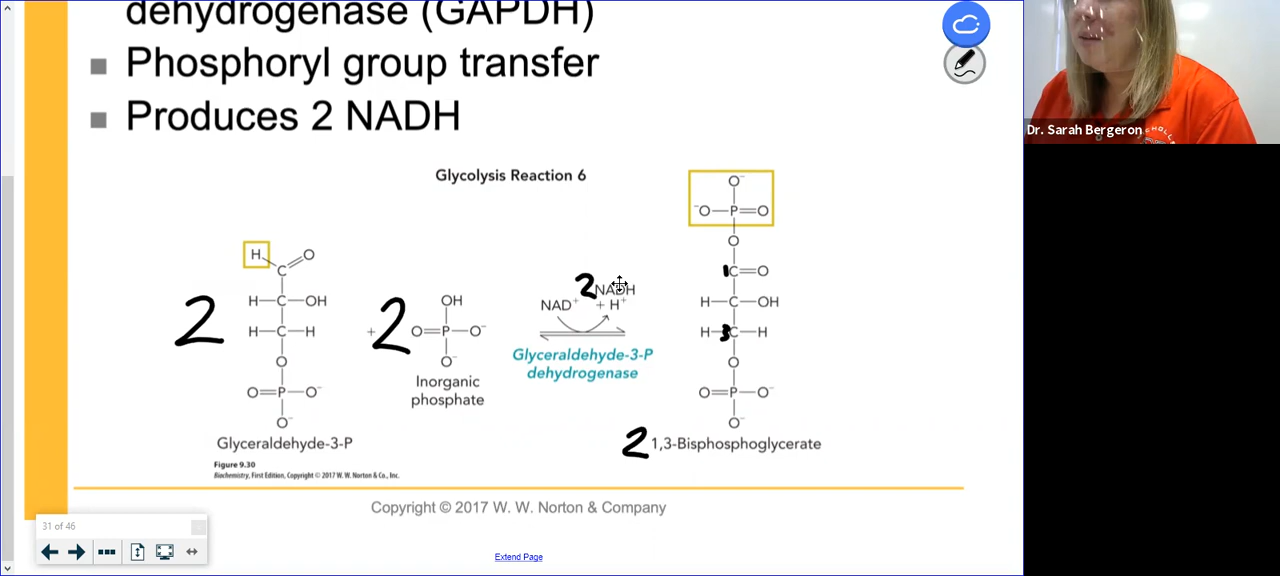 dehydrogenase (GAPDH)
■ Phosphoryl group transfer
■ Produces 2 NADH
Dr. Sarah Bergeron
Glycolysis Reaction 6
O⁻
⁻O—P=O
O
H O
C
1C=O
2 H—C—OH
+ 2 OH
O=P—O⁻
O⁻
2 NADH
NAD⁺ + H⁺
H—C—OH
H—C—H
H—3C—H
Glyceraldehyde-3-P
dehydrogenase
O
O
Inorganic
phosphate
O=P—O⁻
O⁻
O=P—O⁻
O⁻
Glyceraldehyde-3-P
2 1,3-Bisphosphoglycerate
Figure 9.30
Biochemistry, First Edition, Copyright © 2017 W. W. Norton & Co., Inc.
Copyright © 2017 W. W. Norton & Company
31 of 46
Extend Page